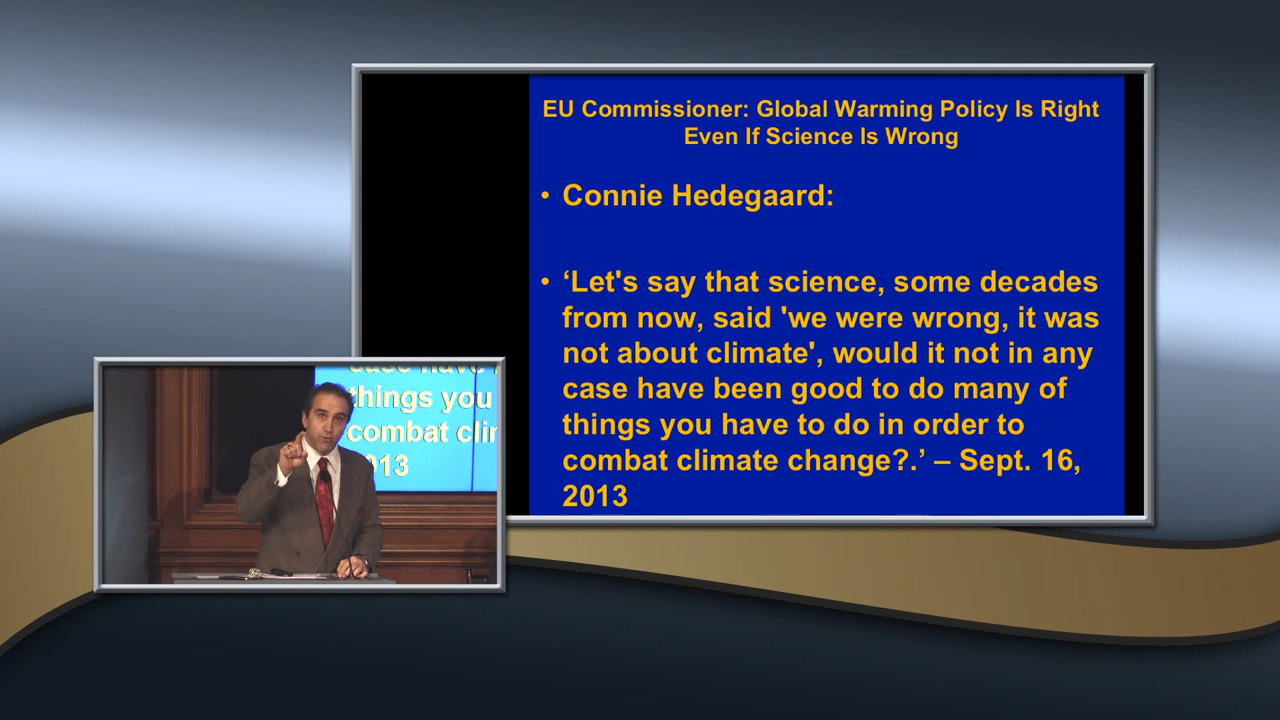 EU Commissioner: Global Warming Policy Is Right
Even If Science Is Wrong
• Connie Hedegaard:
• ‘Let's say that science, some decades
from now, said 'we were wrong, it was
not about climate', would it not in any
case have been good to do many of
things you have to do in order to
combat climate change?.’ – Sept. 16,
2013
case have
things you
combat clim
013